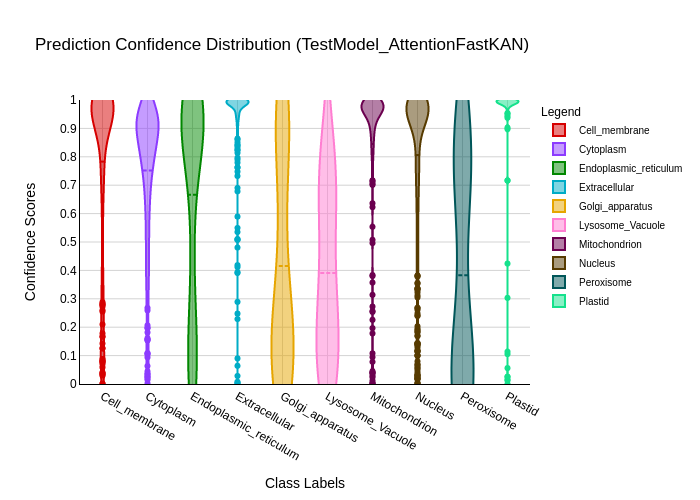 Prediction Confidence Distribution (TestModel_AttentionFastKAN)
Confidence Scores
1
0.9
0.8
0.7
0.6
0.5
0.4
0.3
0.2
0.1
0
Cell_membrane
Cytoplasm
Endoplasmic_reticulum
Extracellular
Golgi_apparatus
Lysosome_Vacuole
Mitochondrion
Nucleus
Peroxisome
Plastid
Class Labels
Legend
Cell_membrane
Cytoplasm
Endoplasmic_reticulum
Extracellular
Golgi_apparatus
Lysosome_Vacuole
Mitochondrion
Nucleus
Peroxisome
Plastid